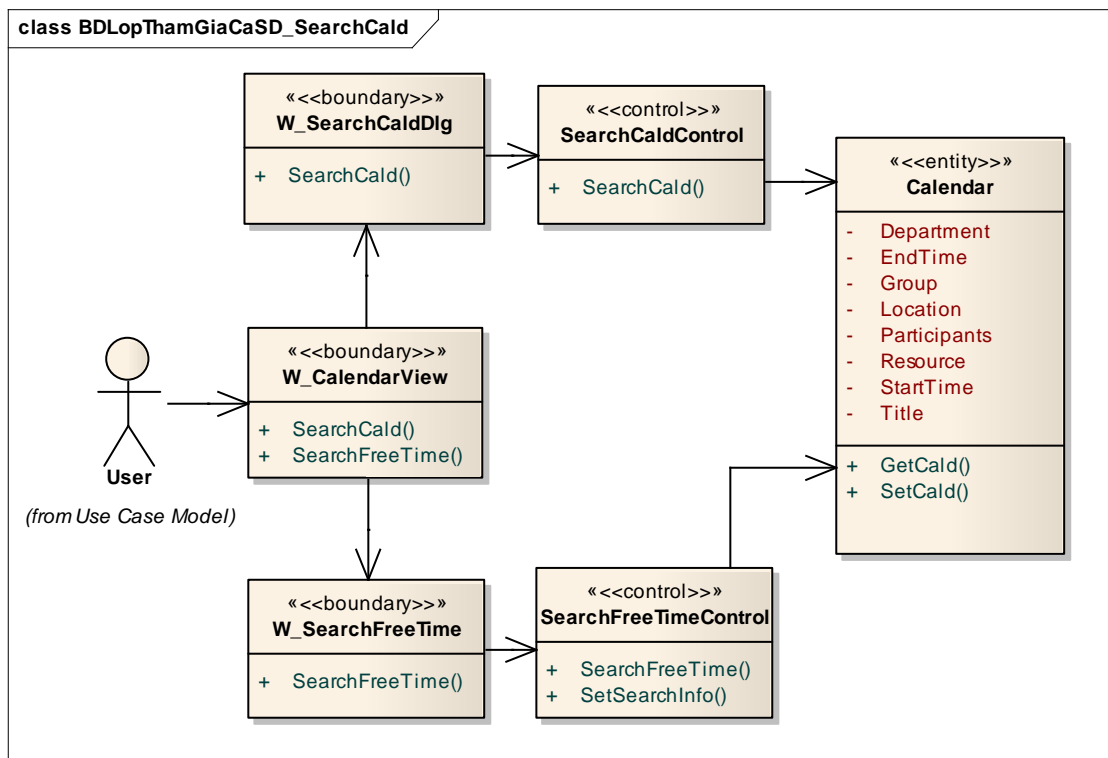 class BDLopThamGiaCaSD_SearchCald
«<<boundary>>»
W_SearchCaldDlg
+ SearchCald()
«<<control>>»
SearchCaldControl
+ SearchCald()
«<<entity>>»
Calendar
- Department
- EndTime
- Group
- Location
- Participants
- Resource
- StartTime
- Title
+ GetCald()
+ SetCald()
«<<boundary>>»
W_CalendarView
+ SearchCald()
+ SearchFreeTime()
User
(from Use Case Model)
«<<boundary>>»
W_SearchFreeTime
+ SearchFreeTime()
«<<control>>»
SearchFreeTimeControl
+ SearchFreeTime()
+ SetSearchInfo()